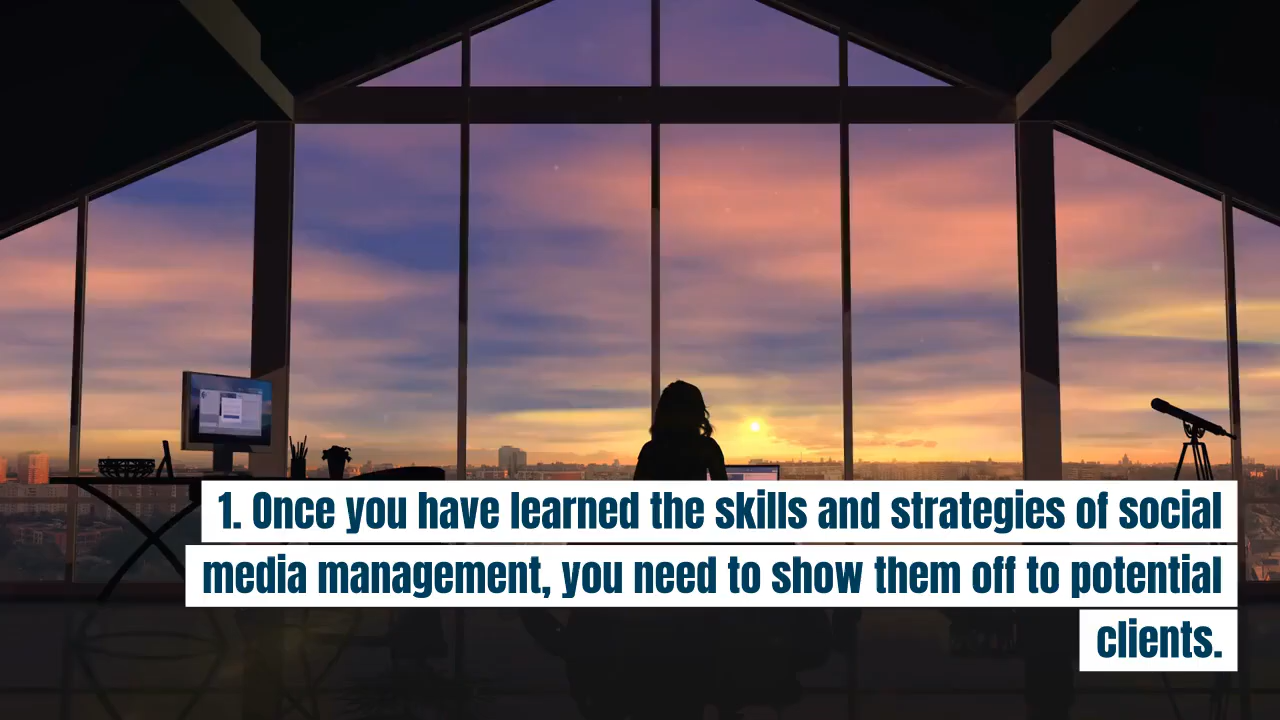 1. Once you have learned the skills and strategies of social
media management, you need to show them off to potential
clients.